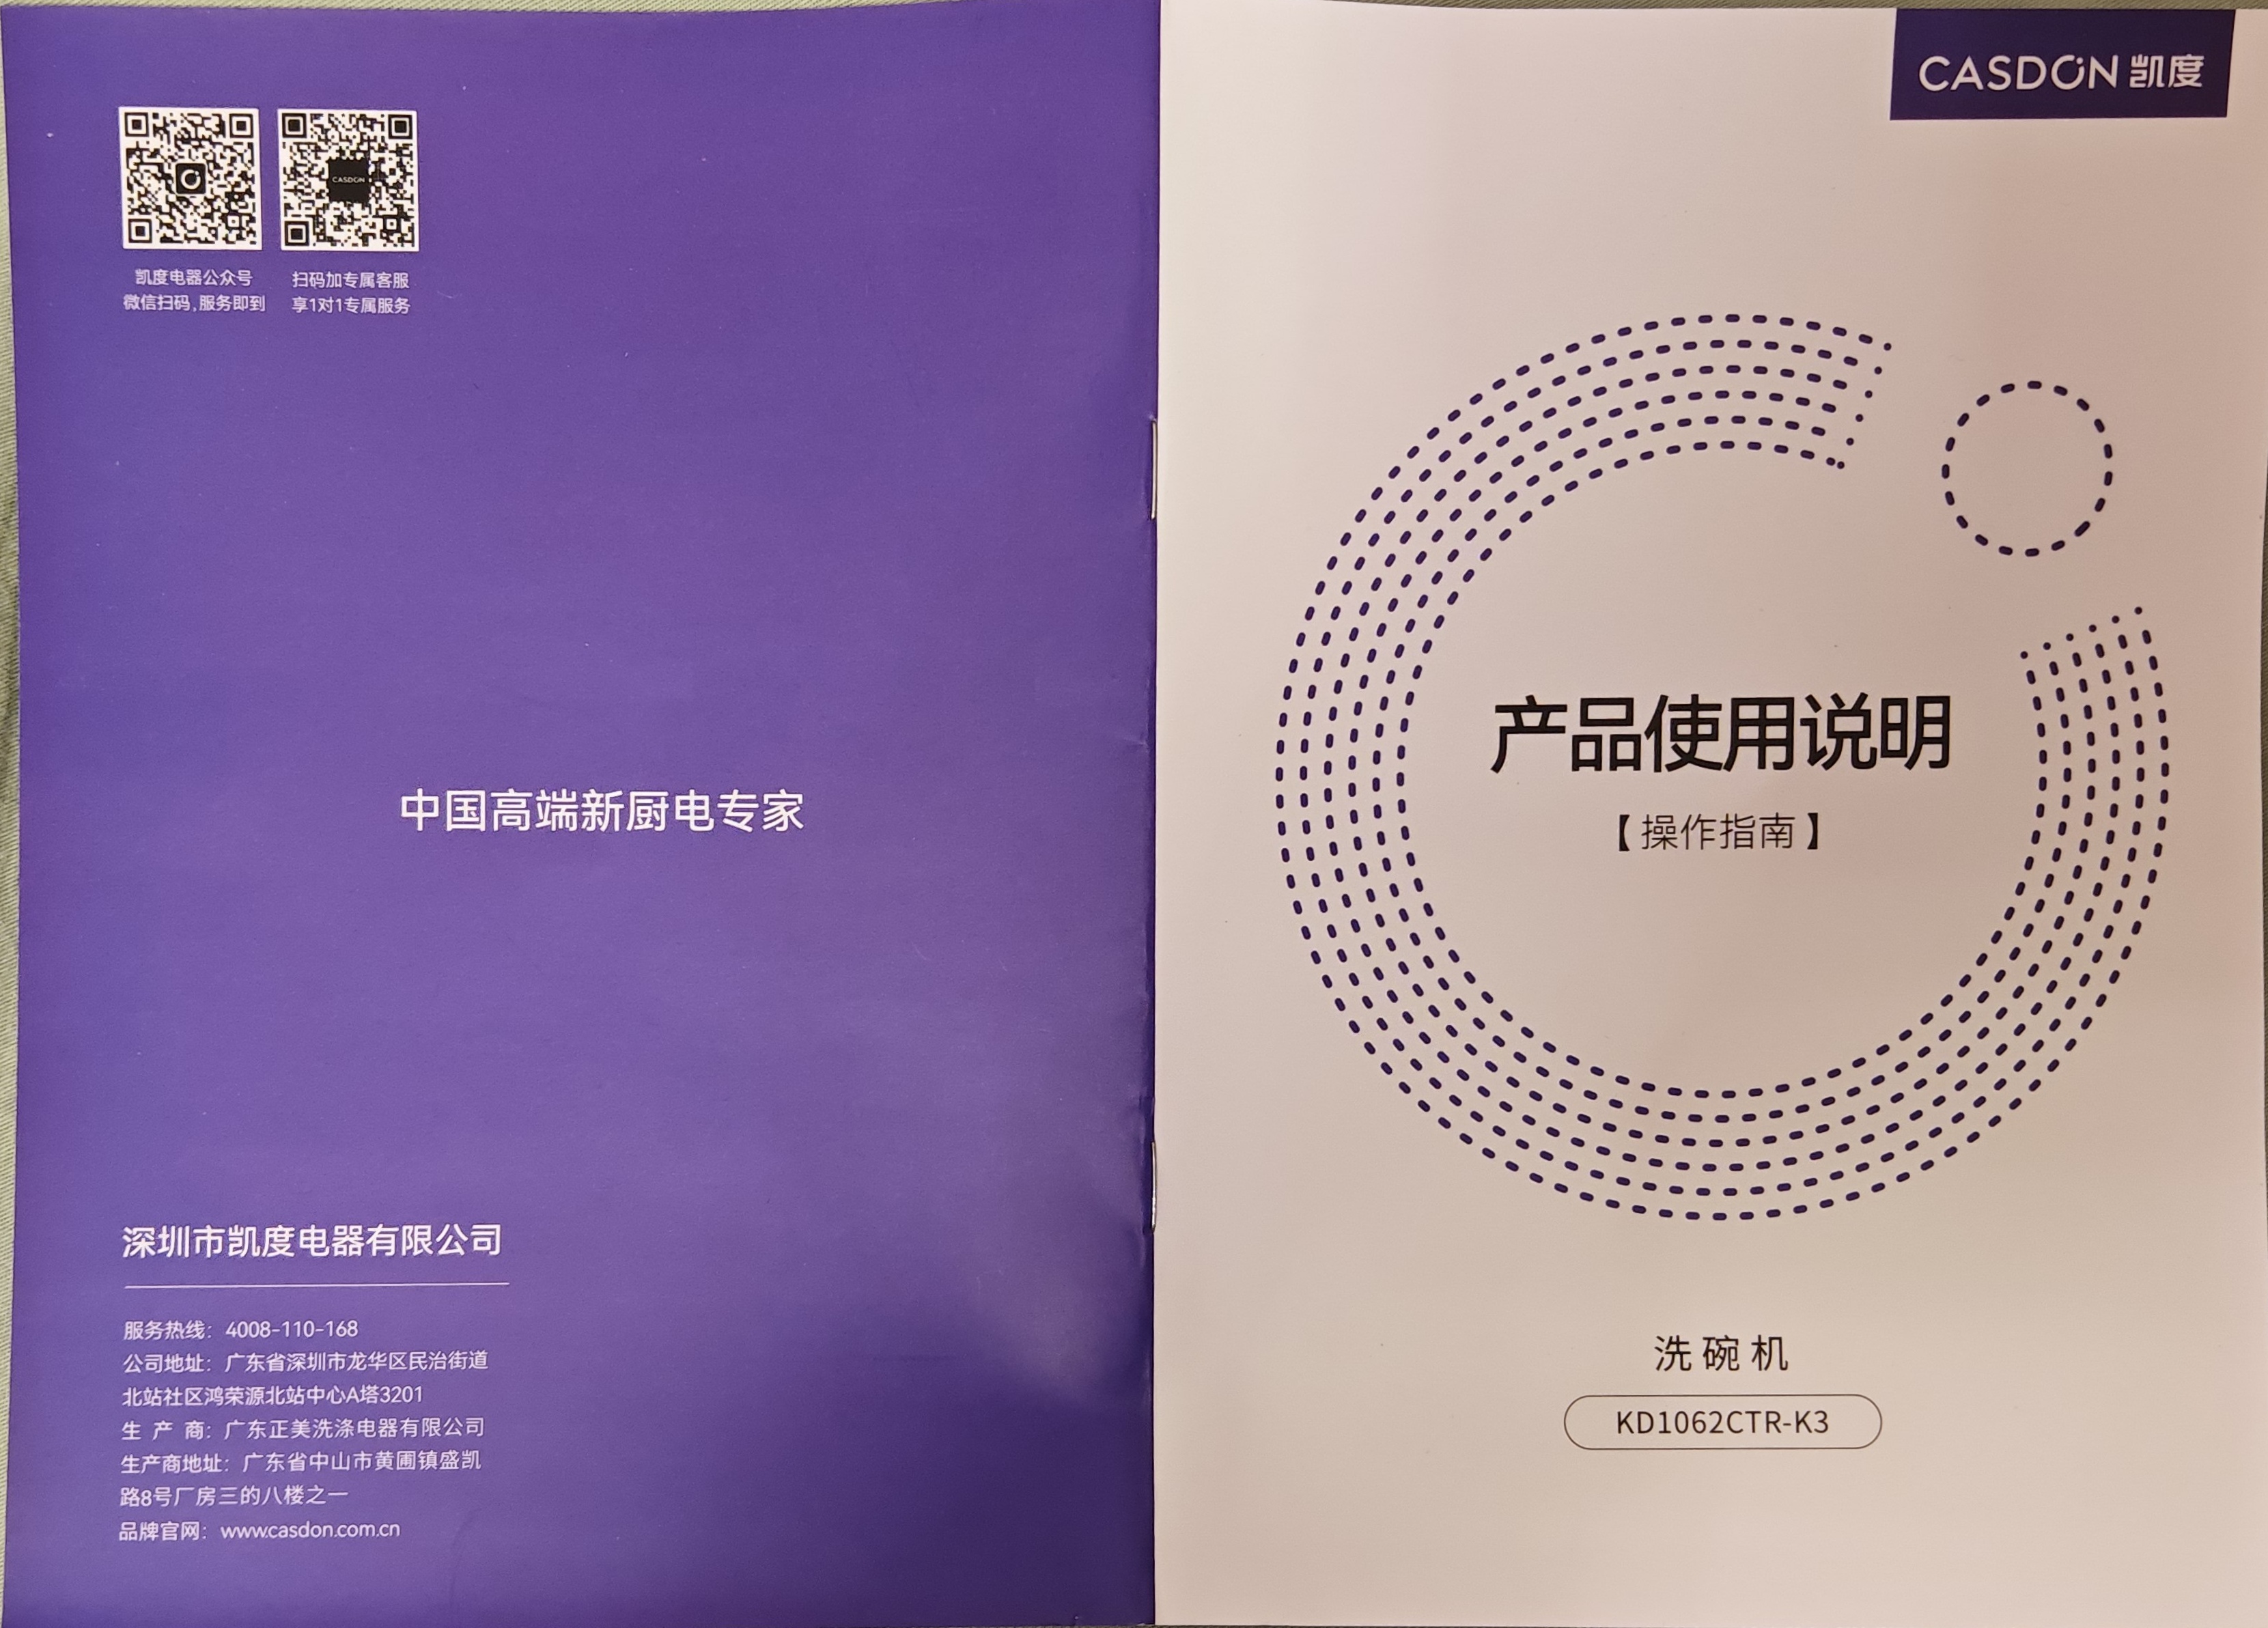 凯度电器公众号
微信扫码,服务即到
CASDON
扫码加专属客服
享1对1专属服务
中国高端新厨电专家
深圳市凯度电器有限公司
服务热线：4008-110-168
公司地址：广东省深圳市龙华区民治街道
北站社区鸿荣源北站中心A塔3201
生 产 商：广东正美洗涤电器有限公司
生产商地址：广东省中山市黄圃镇盛凯
路8号厂房三的八楼之一
品牌官网：www.casdon.com.cn
CASDON 凯度
产品使用说明
【操作指南】
洗碗机
KD1062CTR-K3